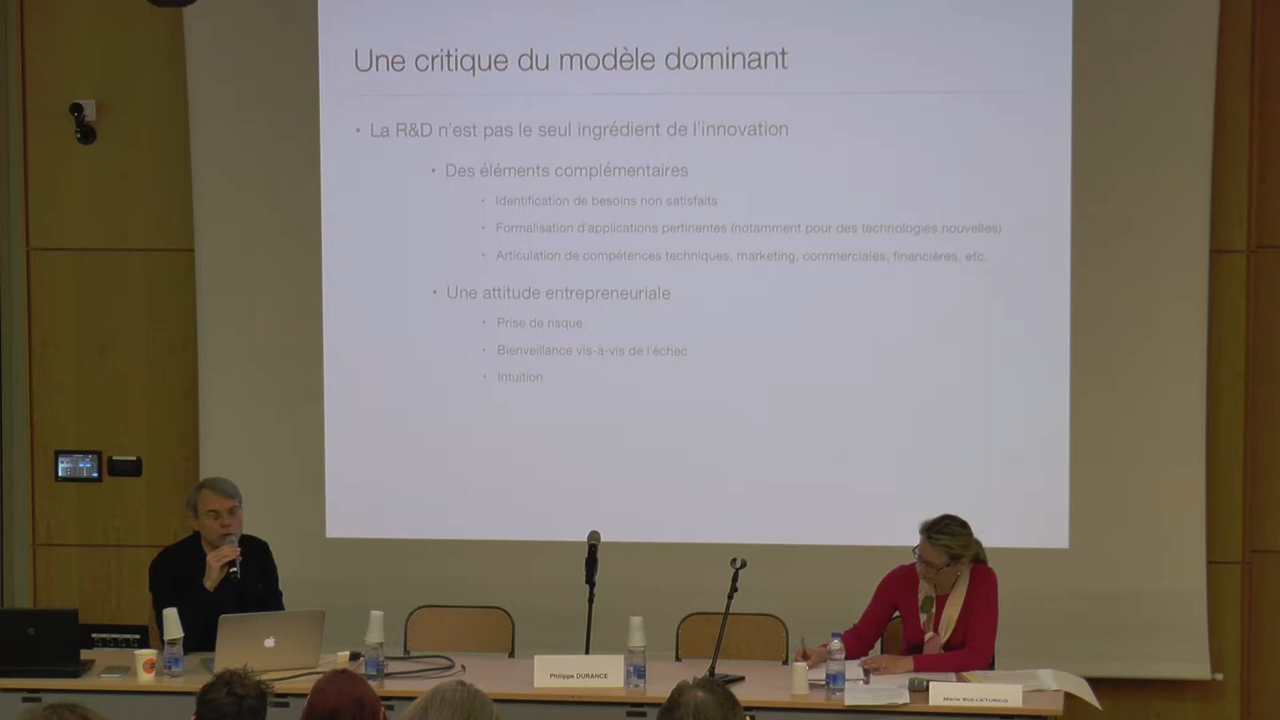 Une critique du modèle dominant
• La R&D n'est pas le seul ingrédient de l'innovation
• Des éléments complémentaires
• Identification de besoins non satisfaits
• Formalisation d'applications pertinentes (notamment pour des technologies nouvelles)
• Articulation de compétences techniques, marketing, commerciales, financières, etc.
• Une attitude entrepreneuriale
• Prise de risque
• Bienveillance vis-à-vis de l'échec
• Intuition
Philippe DURANCE
Marie BULLETURCO